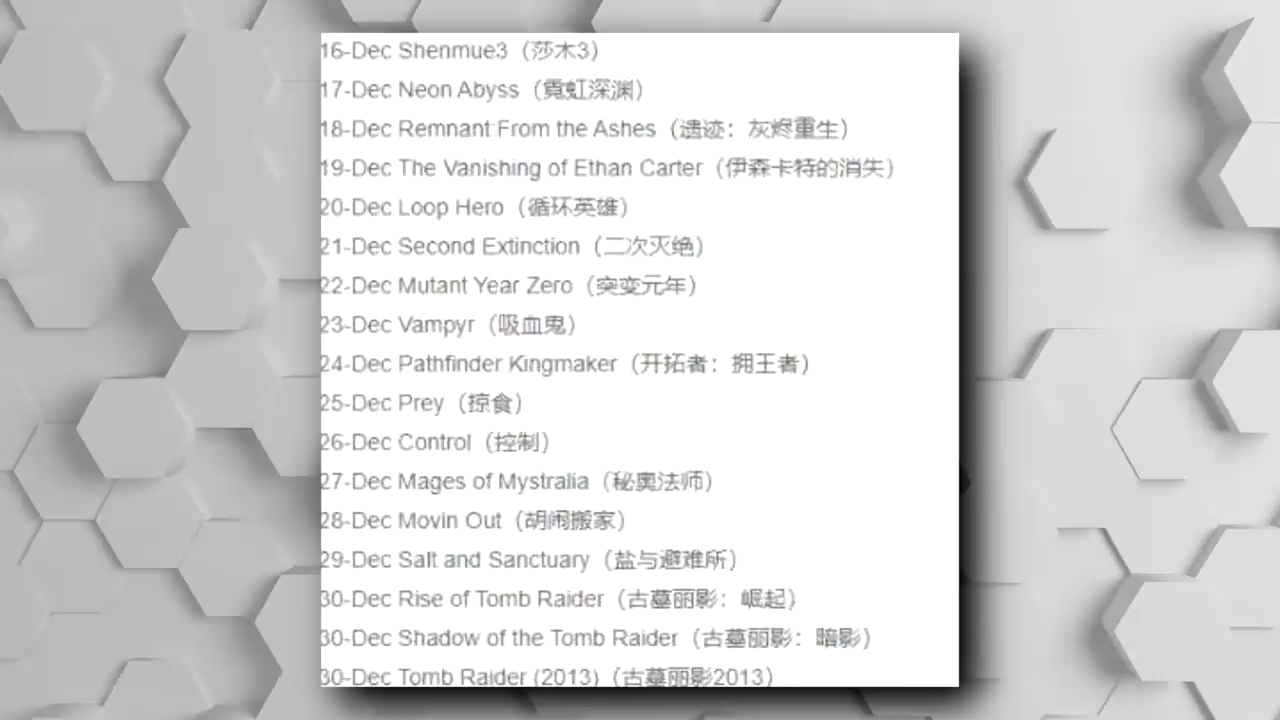 16-Dec Shenmue3（莎木3）
17-Dec Neon Abyss（霓虹深渊）
18-Dec Remnant From the Ashes（遗迹：灰烬重生）
19-Dec The Vanishing of Ethan Carter（伊森卡特的消失）
20-Dec Loop Hero（循环英雄）
21-Dec Second Extinction（二次灭绝）
22-Dec Mutant Year Zero（突变元年）
23-Dec Vampyr（吸血鬼）
24-Dec Pathfinder Kingmaker（开拓者：拥王者）
25-Dec Prey（掠食）
26-Dec Control（控制）
27-Dec Mages of Mystralia（秘奥法师）
28-Dec Movin Out（胡闹搬家）
29-Dec Salt and Sanctuary（盐与避难所）
30-Dec Rise of Tomb Raider（古墓丽影：崛起）
30-Dec Shadow of the Tomb Raider（古墓丽影：暗影）
30-Dec Tomb Raider (2013)（古墓丽影2013）